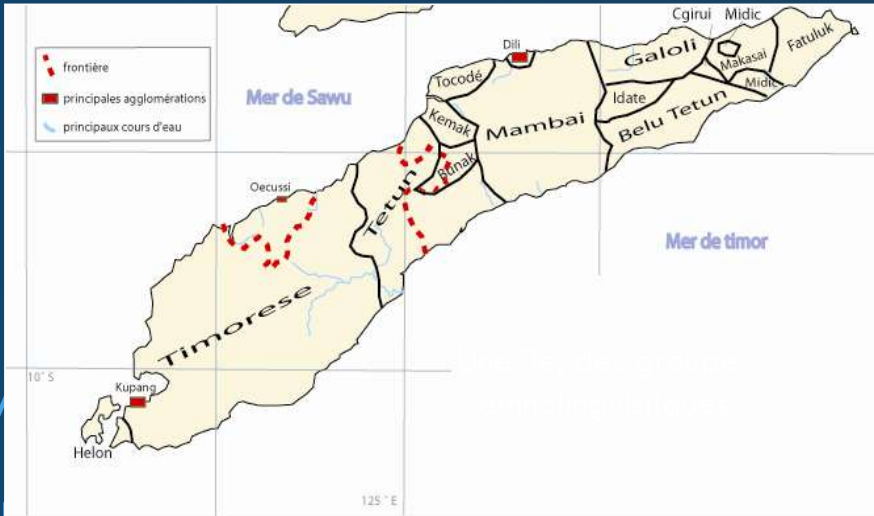 Cgirui Midic
Fatuluk
Galoli
Makasai
Midic
Dili
Tocodé
Idate
Belu Tetun
Kemak
Mambai
Bunak
frontière
principales agglomérations
principaux cours d'eau
Mer de Sawu
Oecussi
Tetun
Mer de timor
Timorese
10° S
Kupang
Helon
125° E